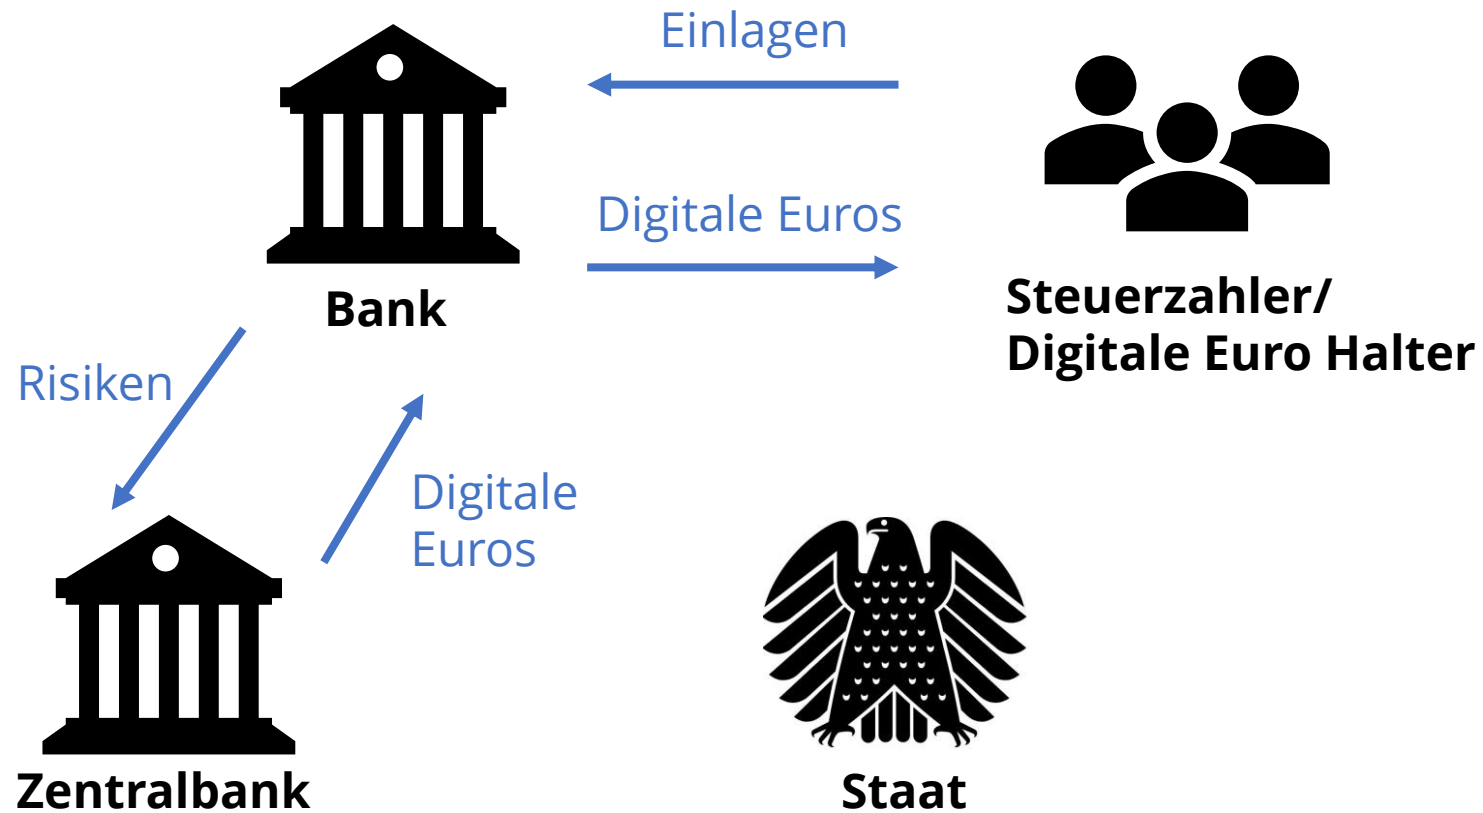 Einlagen
Digitale Euros
Bank
Steuerzahler/
Digitale Euro Halter
Risiken
Digitale
Euros
Zentralbank
Staat